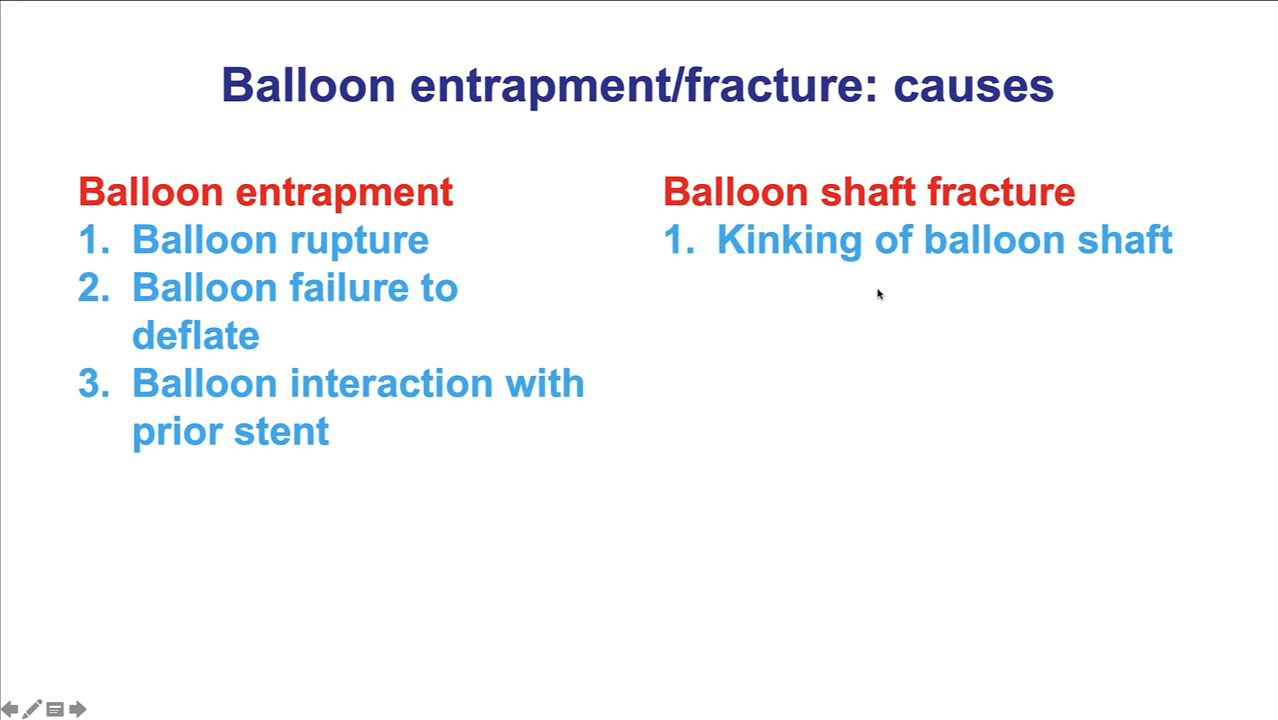 Balloon entrapment/fracture: causes
Balloon entrapment
1. Balloon rupture
2. Balloon failure to
deflate
3. Balloon interaction with
prior stent
Balloon shaft fracture
1. Kinking of balloon shaft